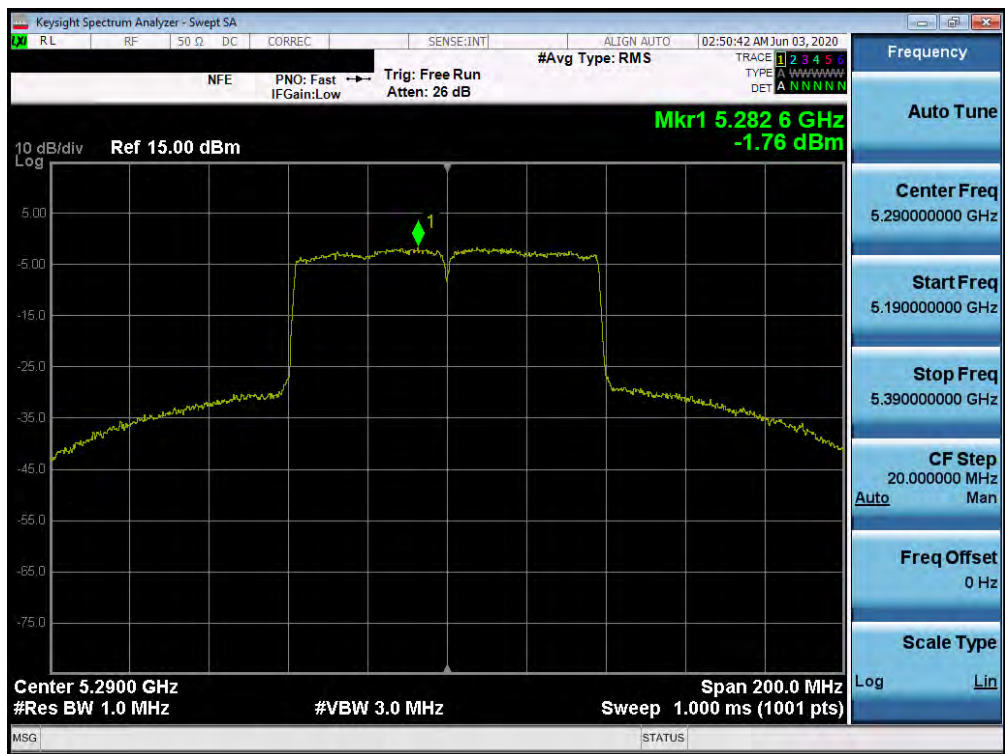 Keysight Spectrum Analyzer - Swept SA
LXI RL RF 50 Ω DC CORREC SENSE:INT ALIGN AUTO 02:50:42 AM Jun 03, 2020
#Avg Type: RMS
TRACE 1 2 3 4 5 6
TYPE A WWWWW
DET A N N N N N
NFE PNO: Fast Trig: Free Run
IFGain:Low Atten: 26 dB
Mkr1 5.282 6 GHz
-1.76 dBm
10 dB/div Ref 15.00 dBm
Log
1
5.00
-5.00
-15.0
-25.0
-35.0
-45.0
-55.0
-65.0
-75.0
Center 5.2900 GHz Span 200.0 MHz
#Res BW 1.0 MHz #VBW 3.0 MHz Sweep 1.000 ms (1001 pts)
MSG STATUS
Frequency
Auto Tune
Center Freq
5.290000000 GHz
Start Freq
5.190000000 GHz
Stop Freq
5.390000000 GHz
CF Step
20.000000 MHz
Auto Man
Freq Offset
0 Hz
Scale Type
Log Lin